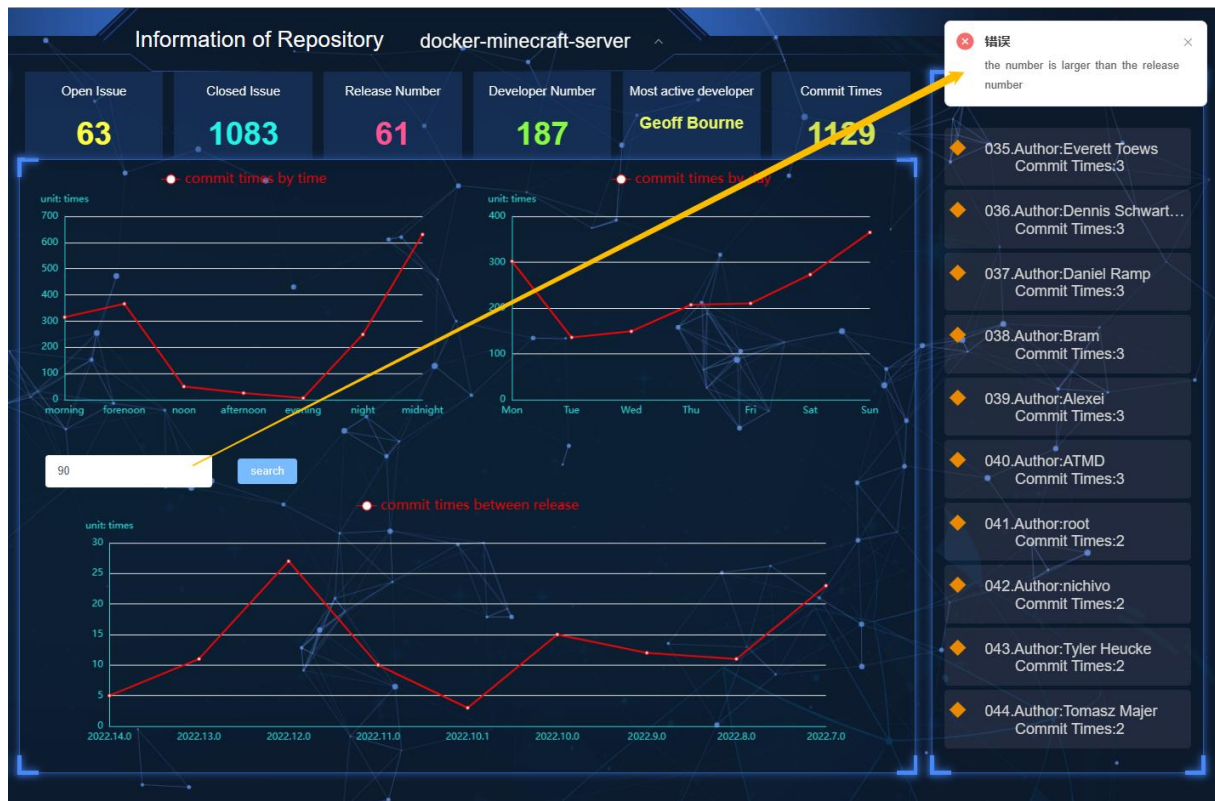 Information of Repository docker-minecraft-server
错误
the number is larger than the release
number
Open Issue
63
Closed Issue
1083
Release Number
61
Developer Number
187
Most active developer
Geoff Bourne
Commit Times
1129
commit times by time
unit: times
700
600
500
400
300
200
100
0
morning forenoon noon afternoon evening night midnight
commit times by day
unit: times
400
300
200
100
0
Mon Tue Wed Thu Fri Sat Sun
90
search
commit times between release
unit: times
30
25
20
15
10
5
0
2022.14.0 2022.13.0 2022.12.0 2022.11.0 2022.10.1 2022.10.0 2022.9.0 2022.8.0 2022.7.0
035.Author:Everett Toews
Commit Times:3
036.Author:Dennis Schwart...
Commit Times:3
037.Author:Daniel Ramp
Commit Times:3
038.Author:Bram
Commit Times:3
039.Author:Alexei
Commit Times:3
040.Author:ATMD
Commit Times:3
041.Author:root
Commit Times:2
042.Author:nichivo
Commit Times:2
043.Author:Tyler Heucke
Commit Times:2
044.Author:Tomasz Majer
Commit Times:2